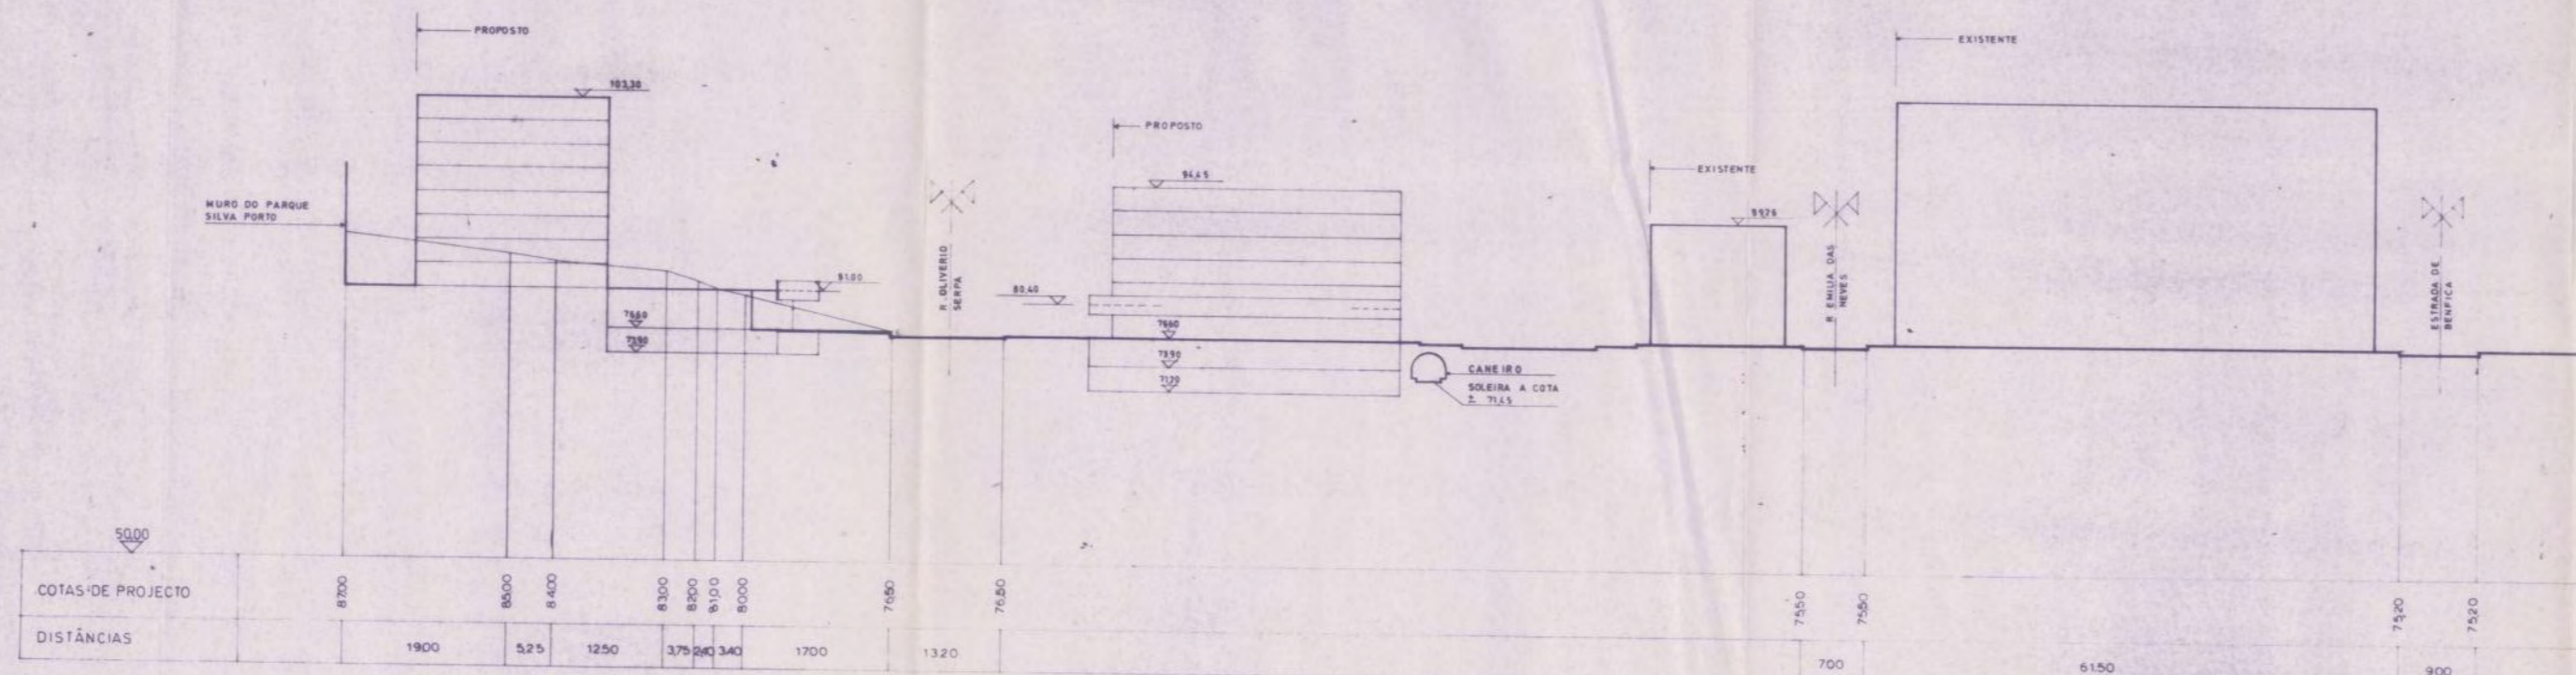 PROPOSTO
EXISTENTE
103,30
PROPOSTO
EXISTENTE
94,45
MURO DO PARQUE
SILVA PORTO
R. OLIVERIO
SERPA
R EMILIA DAS
NEVES
ESTRADA DE
BENFICA
81.00
80,40
76,60
73,90
76,60
73,90
71,20
CANEIRO
SOLEIRA A COTA
± 71,45
50,00
COTAS DE PROJECTO
87,00
85,00
84,00
83,00
82,00
81,00
80,00
76,50
76,50
75,50
75,50
75,20
75,20
DISTÂNCIAS
19,00
5,25
12,50
3,75
2,40
3,40
17,00
13,20
7,00
61,50
9,00